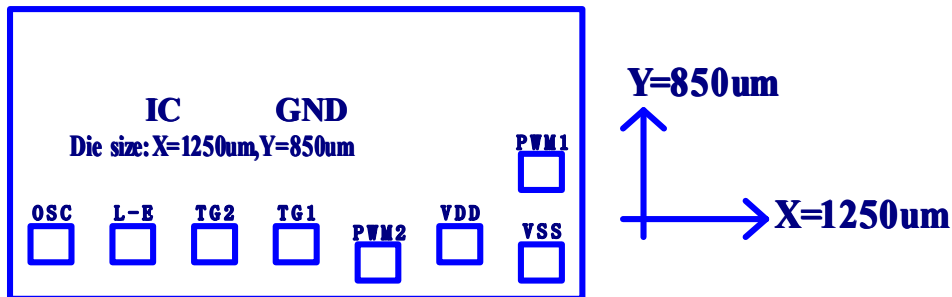 Y=850um
IC GND
Die size:X=1250um,Y=850um
PWM1
OSC L-E TG2 TG1 VDD
X=1250um
PWM2 VSS